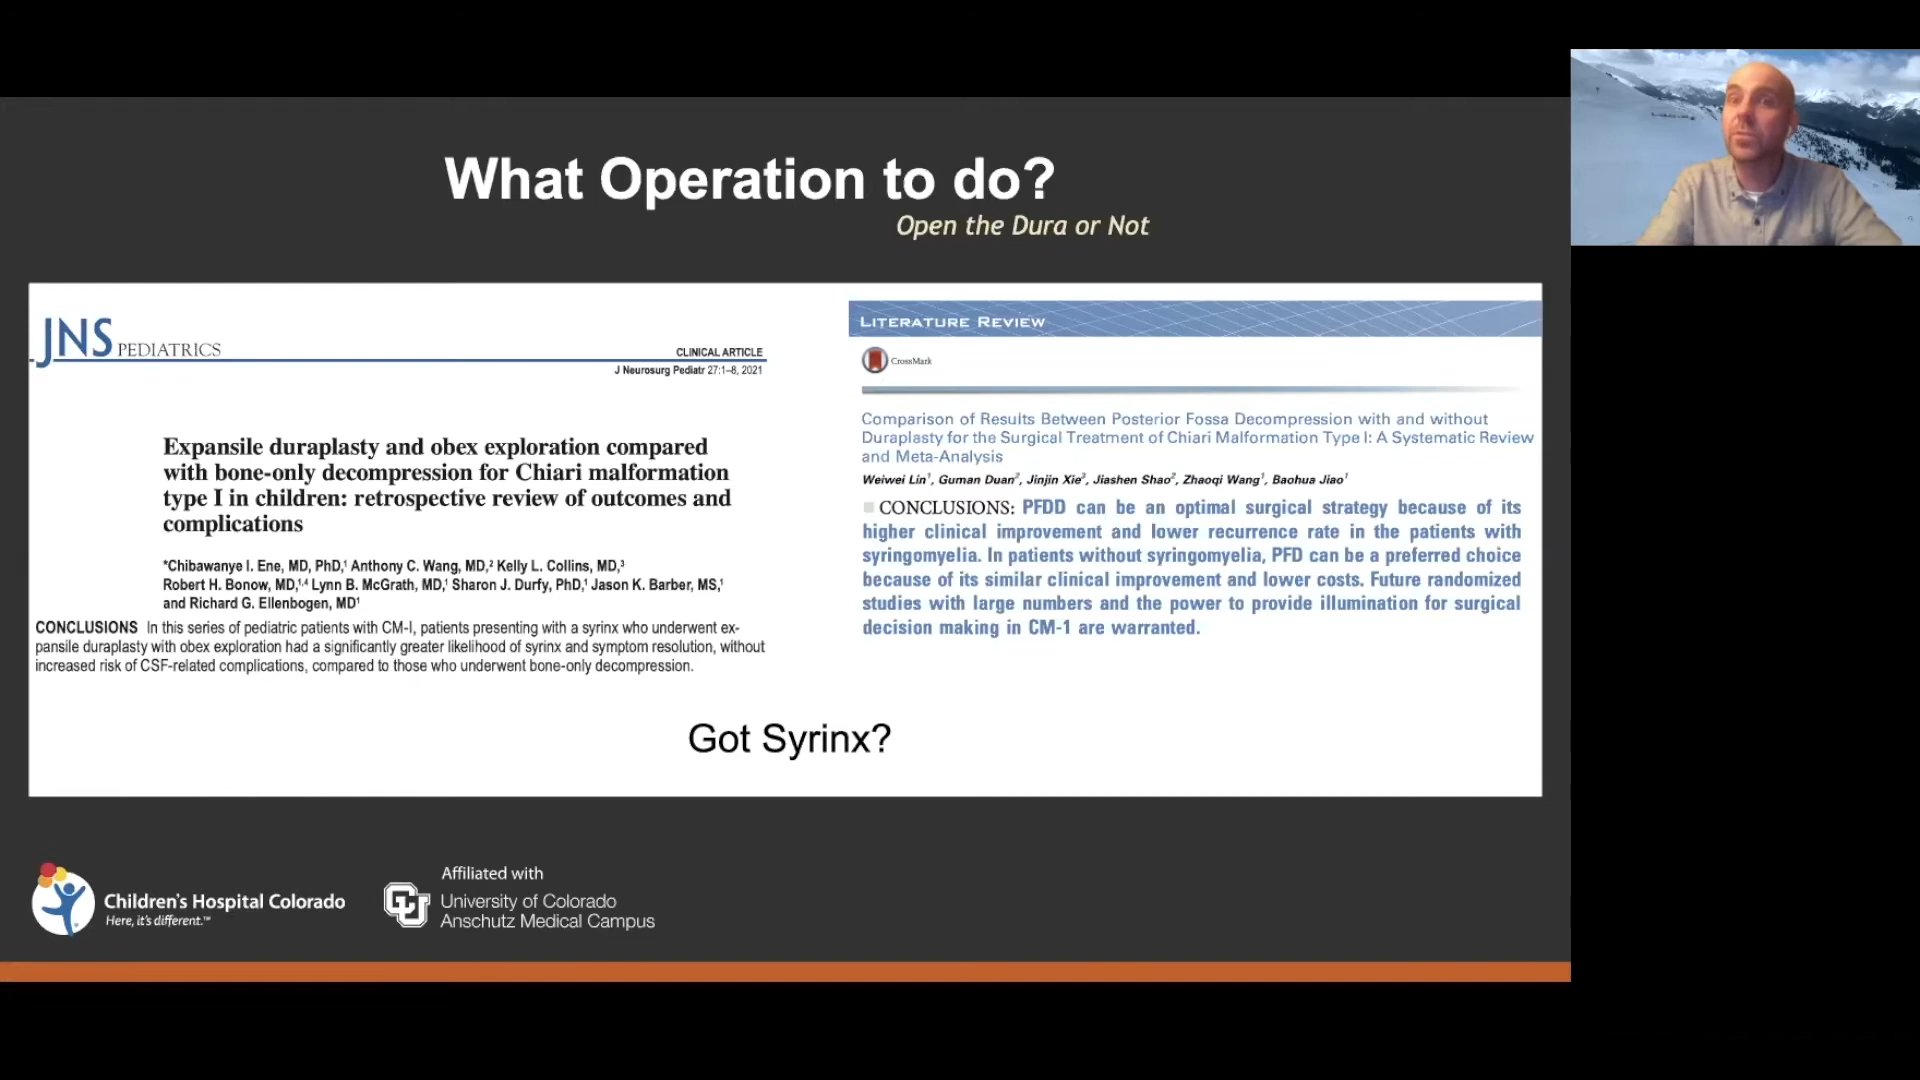 What Operation to do?
Open the Dura or Not
JNS PEDIATRICS
CLINICAL ARTICLE
J Neurosurg Pediatr 27:1–8, 2021
Expansile duraplasty and obex exploration compared
with bone-only decompression for Chiari malformation
type I in children: retrospective review of outcomes and
complications
*Chibawanye I. Ene, MD, PhD,¹ Anthony C. Wang, MD,² Kelly L. Collins, MD,³
Robert H. Bonow, MD,¹,⁴ Lynn B. McGrath, MD,¹ Sharon J. Durfy, PhD,¹ Jason K. Barber, MS,¹
and Richard G. Ellenbogen, MD¹
CONCLUSIONS In this series of pediatric patients with CM-I, patients presenting with a syrinx who underwent ex-
pansile duraplasty with obex exploration had a significantly greater likelihood of syrinx and symptom resolution, without
increased risk of CSF-related complications, compared to those who underwent bone-only decompression.
LITERATURE REVIEW
CrossMark
Comparison of Results Between Posterior Fossa Decompression with and without
Duraplasty for the Surgical Treatment of Chiari Malformation Type I: A Systematic Review
and Meta-Analysis
Weiwei Lin¹, Guman Duan², Jinjin Xie³, Jiashen Shao², Zhaoqi Wang¹, Baohua Jiao¹
CONCLUSIONS: PFDD can be an optimal surgical strategy because of its
higher clinical improvement and lower recurrence rate in the patients with
syringomyelia. In patients without syringomyelia, PFD can be a preferred choice
because of its similar clinical improvement and lower costs. Future randomized
studies with large numbers and the power to provide illumination for surgical
decision making in CM-1 are warranted.
Got Syrinx?
Children's Hospital Colorado
Here, it's different.™
Affiliated with
University of Colorado
Anschutz Medical Campus